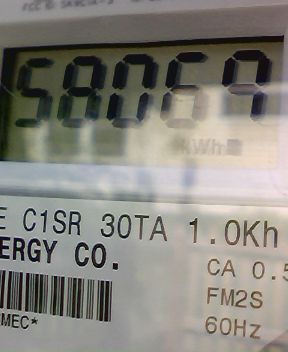 58069
kWh
E C1SR 30TA 1.0Kh
ERGY CO.
CA 0.5
FM2S
60Hz
MEC*